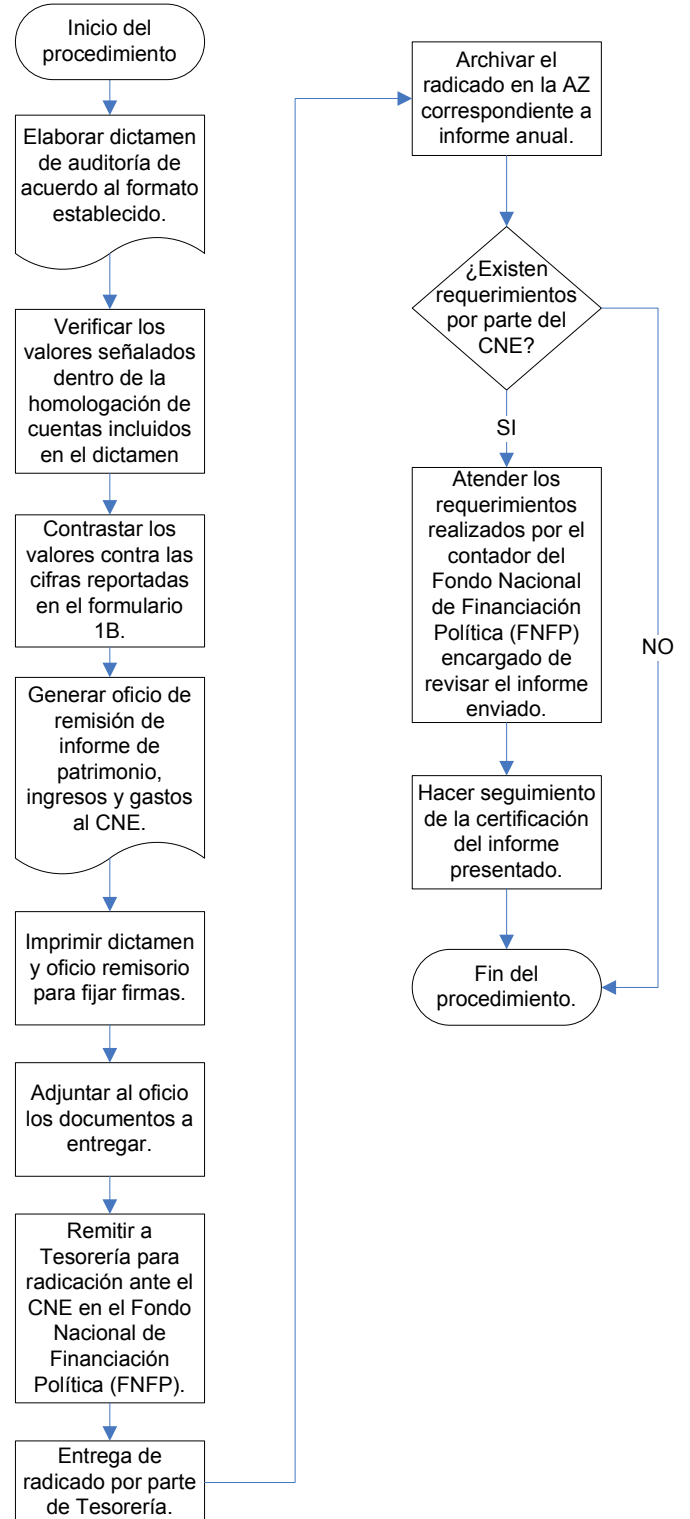 Inicio del
procedimiento
Elaborar dictamen
de auditoría de
acuerdo al formato
establecido.
Verificar los
valores señalados
dentro de la
homologación de
cuentas incluidos
en el dictamen
Contrastar los
valores contra las
cifras reportadas
en el formulario
1B.
Generar oficio de
remisión de
informe de
patrimonio,
ingresos y gastos
al CNE.
Imprimir dictamen
y oficio remisorio
para fijar firmas.
Adjuntar al oficio
los documentos a
entregar.
Remitir a
Tesorería para
radicación ante el
CNE en el Fondo
Nacional de
Financiación
Política (FNFP).
Entrega de
radicado por parte
de Tesorería.
Archivar el
radicado en la AZ
correspondiente a
informe anual.
¿Existen
requerimientos
por parte del
CNE?
SI
Atender los
requerimientos
realizados por el
contador del
Fondo Nacional
de Financiación
Política (FNFP)
encargado de
revisar el informe
enviado.
NO
Hacer seguimiento
de la certificación
del informe
presentado.
Fin del
procedimiento.